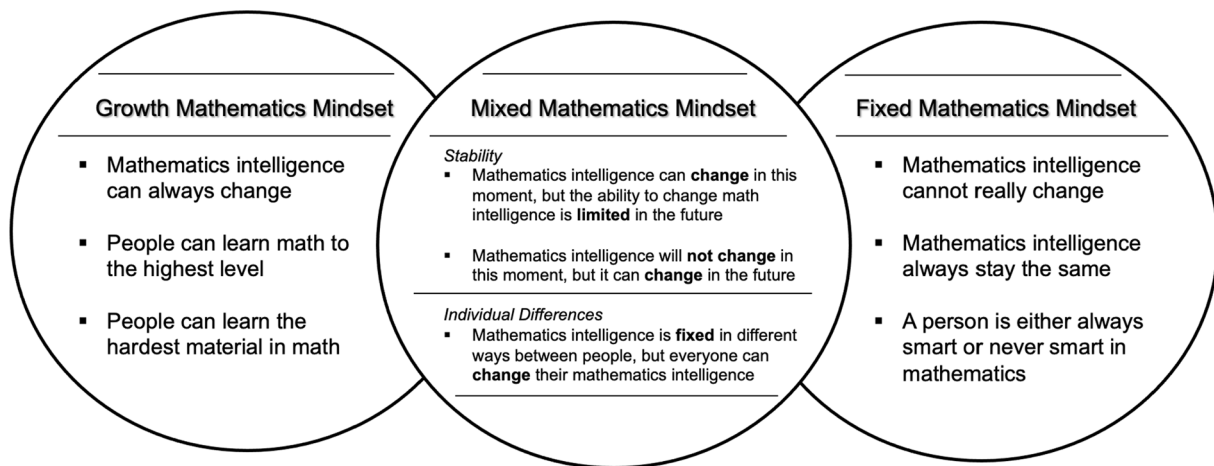 Growth Mathematics Mindset
▪ Mathematics intelligence
can always change
▪ People can learn math to
the highest level
▪ People can learn the
hardest material in math
Mixed Mathematics Mindset
Stability
▪ Mathematics intelligence can change in this
moment, but the ability to change math
intelligence is limited in the future
▪ Mathematics intelligence will not change in
this moment, but it can change in the future
Individual Differences
▪ Mathematics intelligence is fixed in different
ways between people, but everyone can
change their mathematics intelligence
Fixed Mathematics Mindset
▪ Mathematics intelligence
cannot really change
▪ Mathematics intelligence
always stay the same
▪ A person is either always
smart or never smart in
mathematics